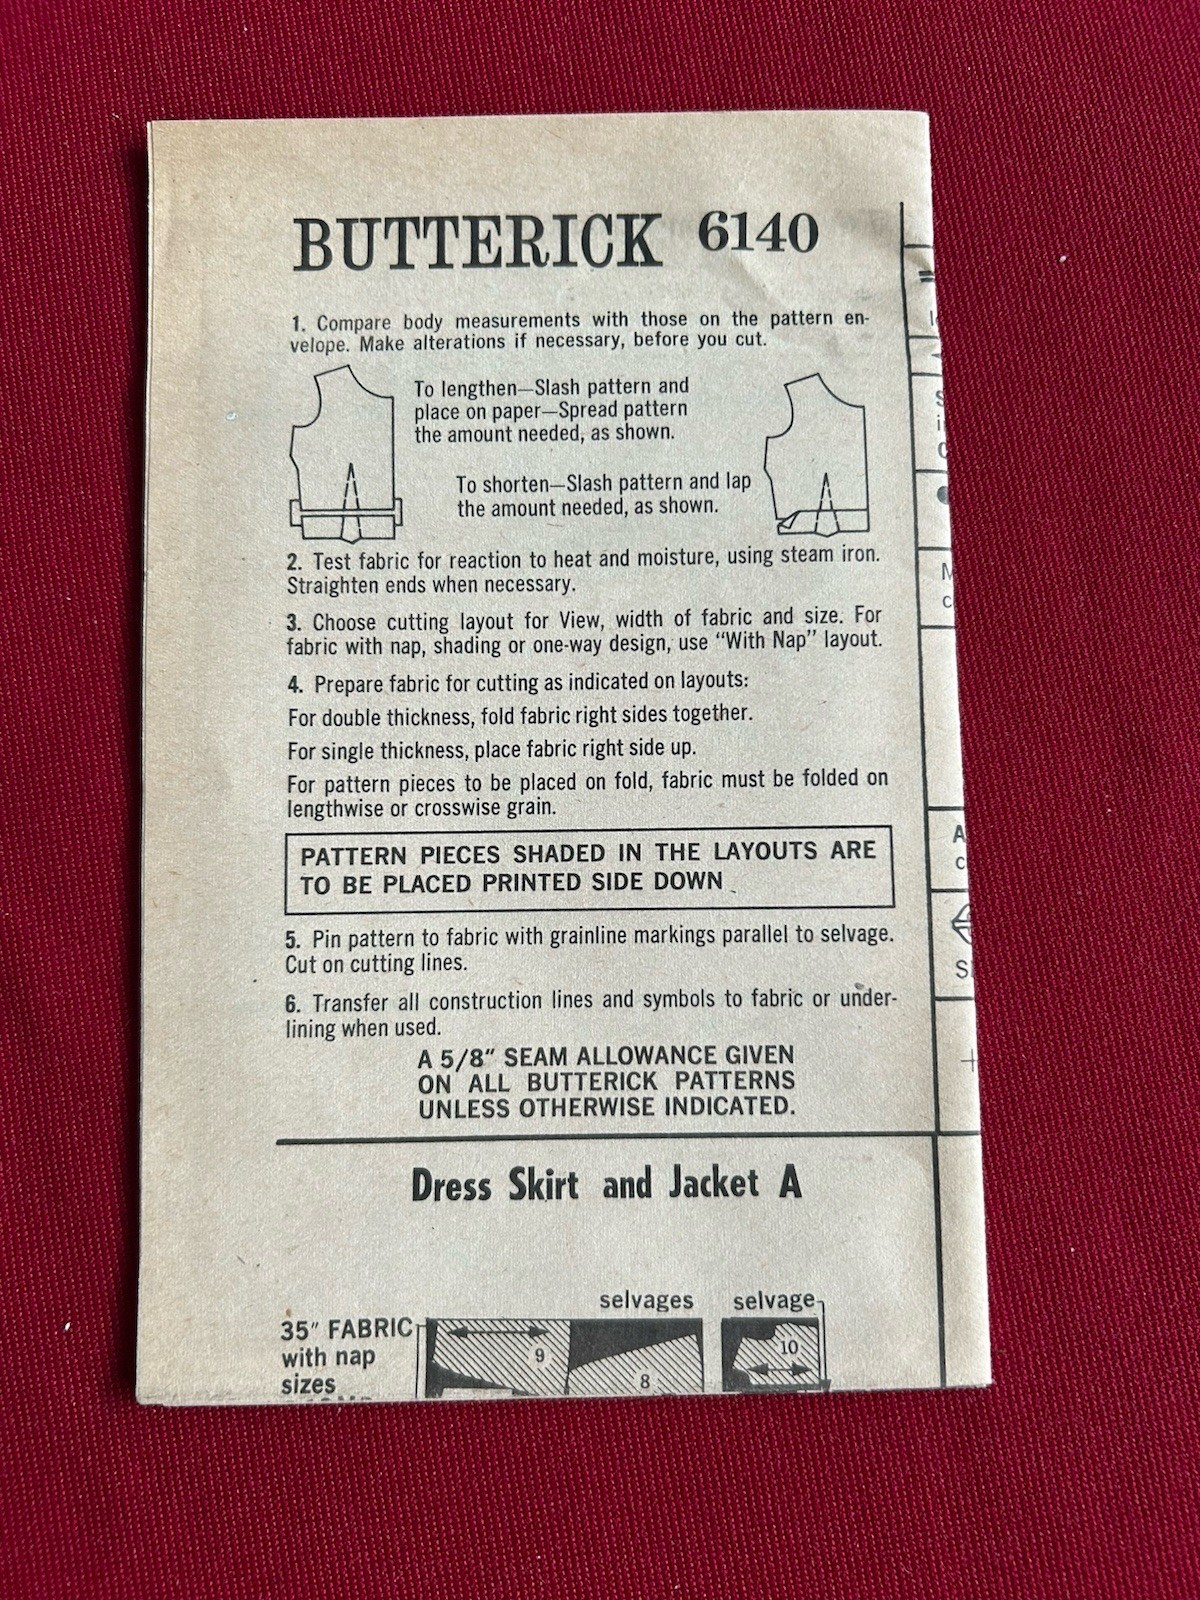 BUTTERICK 6140
1. Compare body measurements with those on the pattern en-
velope. Make alterations if necessary, before you cut.
To lengthen—Slash pattern and
place on paper—Spread pattern
the amount needed, as shown.
To shorten—Slash pattern and lap
the amount needed, as shown.
2. Test fabric for reaction to heat and moisture, using steam iron.
Straighten ends when necessary.
3. Choose cutting layout for View, width of fabric and size. For
fabric with nap, shading or one-way design, use “With Nap” layout.
4. Prepare fabric for cutting as indicated on layouts:
For double thickness, fold fabric right sides together.
For single thickness, place fabric right side up.
For pattern pieces to be placed on fold, fabric must be folded on
lengthwise or crosswise grain.
PATTERN PIECES SHADED IN THE LAYOUTS ARE
TO BE PLACED PRINTED SIDE DOWN
5. Pin pattern to fabric with grainline markings parallel to selvage.
Cut on cutting lines.
6. Transfer all construction lines and symbols to fabric or under-
lining when used.
A 5/8″ SEAM ALLOWANCE GIVEN
ON ALL BUTTERICK PATTERNS
UNLESS OTHERWISE INDICATED.
Dress Skirt and Jacket A
selvages selvage
35″ FABRIC
with nap
sizes
9
8
10